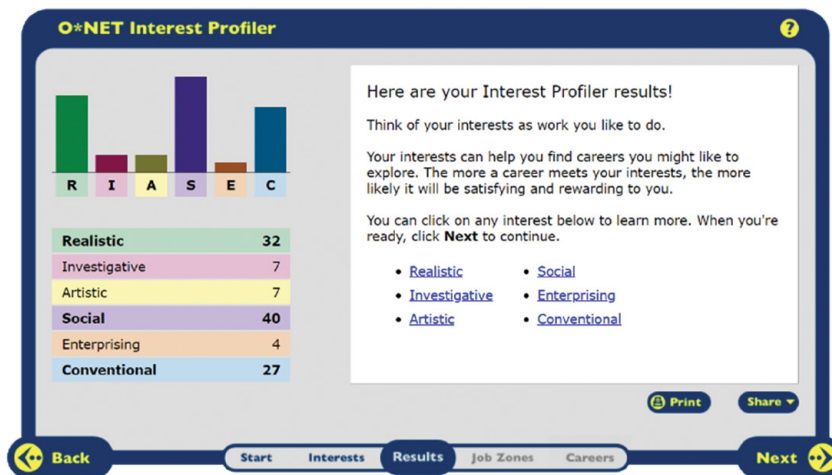 O*NET Interest Profiler
?
R I A S E C
Realistic 32
Investigative 7
Artistic 7
Social 40
Enterprising 4
Conventional 27
Here are your Interest Profiler results!
Think of your interests as work you like to do.
Your interests can help you find careers you might like to
explore. The more a career meets your interests, the more
likely it will be satisfying and rewarding to you.
You can click on any interest below to learn more. When you're
ready, click Next to continue.
• Realistic
• Investigative
• Artistic
• Social
• Enterprising
• Conventional
Print
Share
Back
Start Interests Results Job Zones Careers
Next